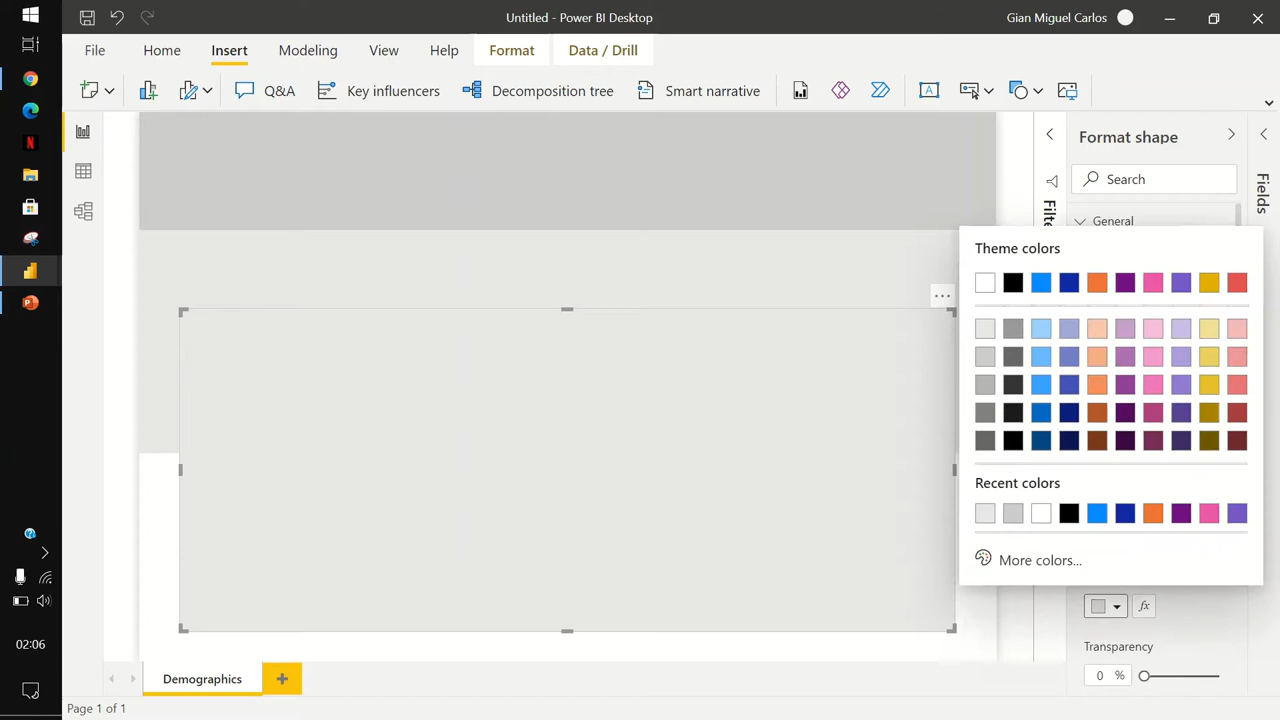 Untitled - Power BI Desktop
Gian Miguel Carlos
File
Home
Insert
Modeling
View
Help
Format
Data / Drill
Q&A
Key influencers
Decomposition tree
Smart narrative
A
Format shape
Search
General
Filte
Fields
Theme colors
Recent colors
More colors...
fx
Transparency
0 %
02:06
Demographics
Page 1 of 1